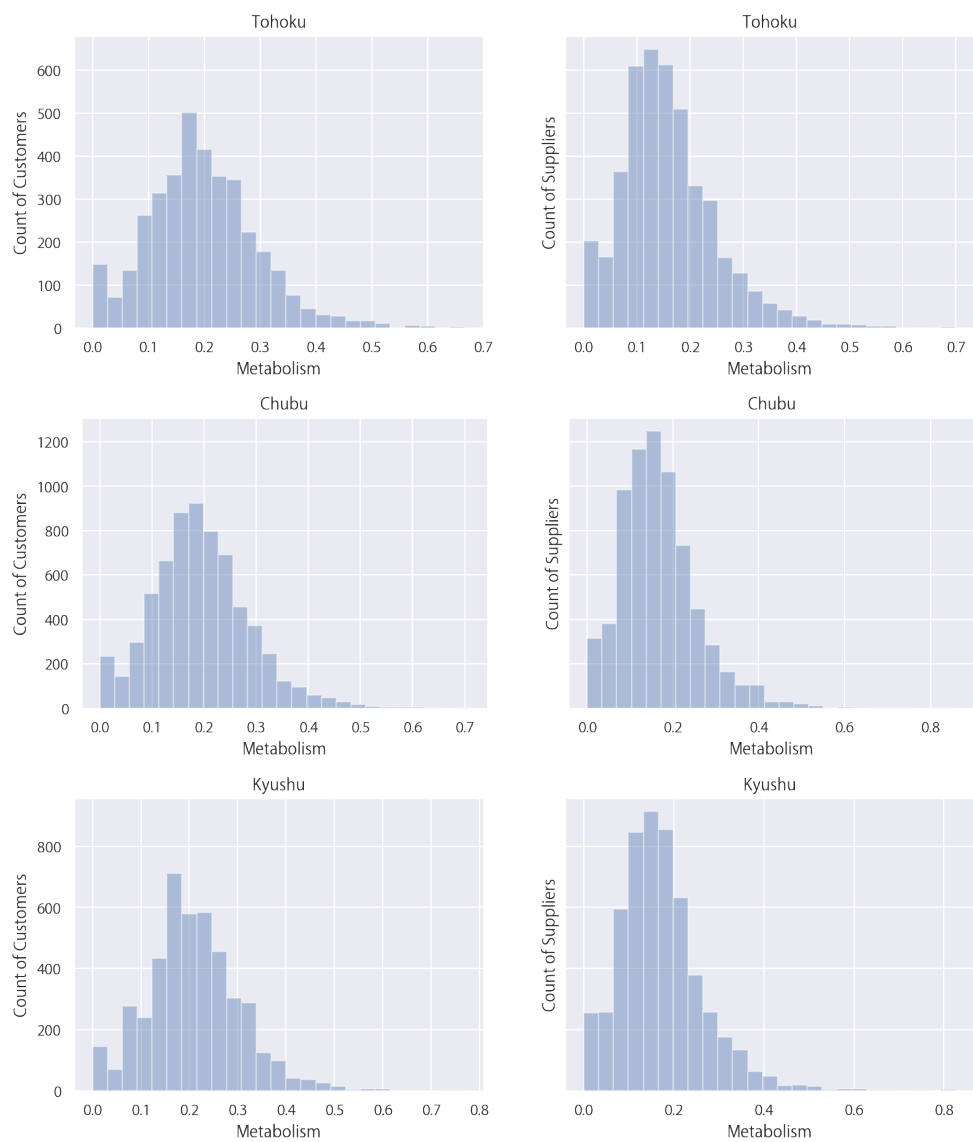 Tohoku
Count of Customers
600
500
400
300
200
100
0
0.0 0.1 0.2 0.3 0.4 0.5 0.6 0.7
Metabolism
Tohoku
Count of Suppliers
0.0 0.1 0.2 0.3 0.4 0.5 0.6 0.7
Metabolism
Chubu
Count of Customers
1200
1000
800
600
400
200
0
0.0 0.1 0.2 0.3 0.4 0.5 0.6 0.7
Metabolism
Chubu
Count of Suppliers
0.0 0.2 0.4 0.6 0.8
Metabolism
Kyushu
Count of Customers
800
600
400
200
0
0.0 0.1 0.2 0.3 0.4 0.5 0.6 0.7 0.8
Metabolism
Kyushu
Count of Suppliers
0.0 0.2 0.4 0.6 0.8
Metabolism